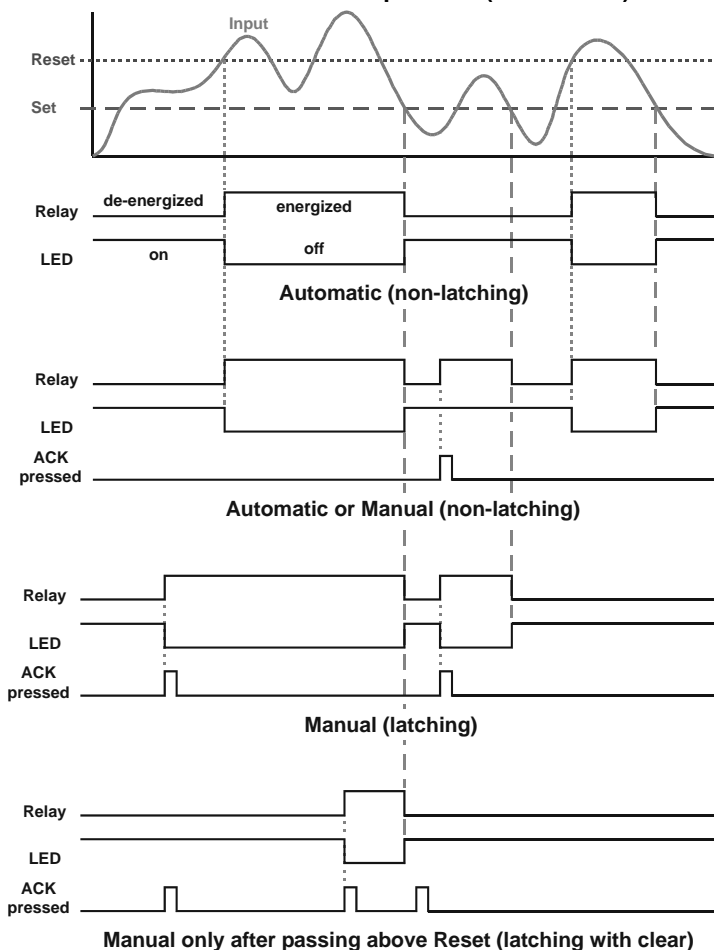 Input
Reset
Set
Relay de-energized energized
LED on off
Automatic (non-latching)
Relay
LED
ACK
pressed
Automatic or Manual (non-latching)
Relay
LED
ACK
pressed
Manual (latching)
Relay
LED
ACK
pressed
Manual only after passing above Reset (latching with clear)